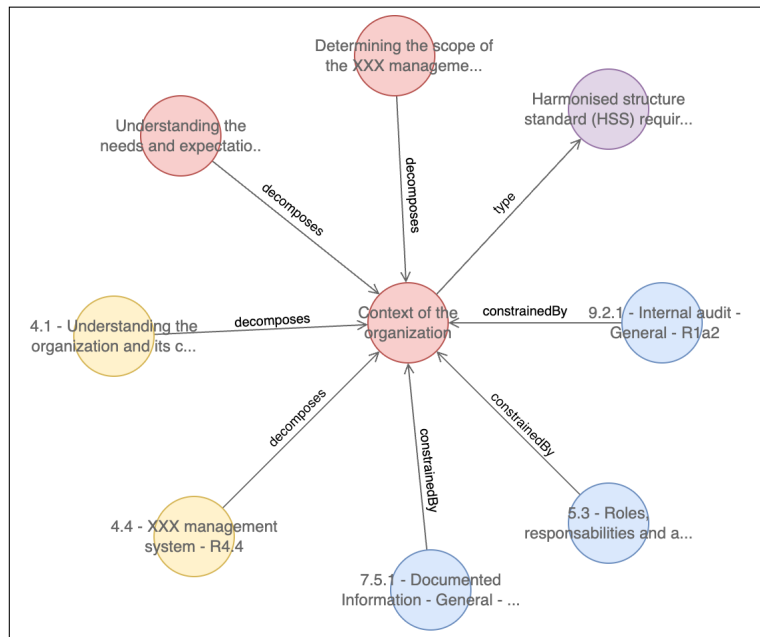 Determining the scope of
the XXX manageme...
Harmonised structure
standard (HSS) requir...
Understanding the
needs and expectatio..
decomposes
decomposes
type
4.1 - Understanding the
organization and its c...
decomposes
Context of the
organization
constrainedBy
9.2.1 - Internal audit -
General - R1a2
decomposes
constrainedBy
constrainedBy
4.4 - XXX management
system - R4.4
5.3 - Roles,
responsabilities and a...
7.5.1 - Documented
Information - General - ...